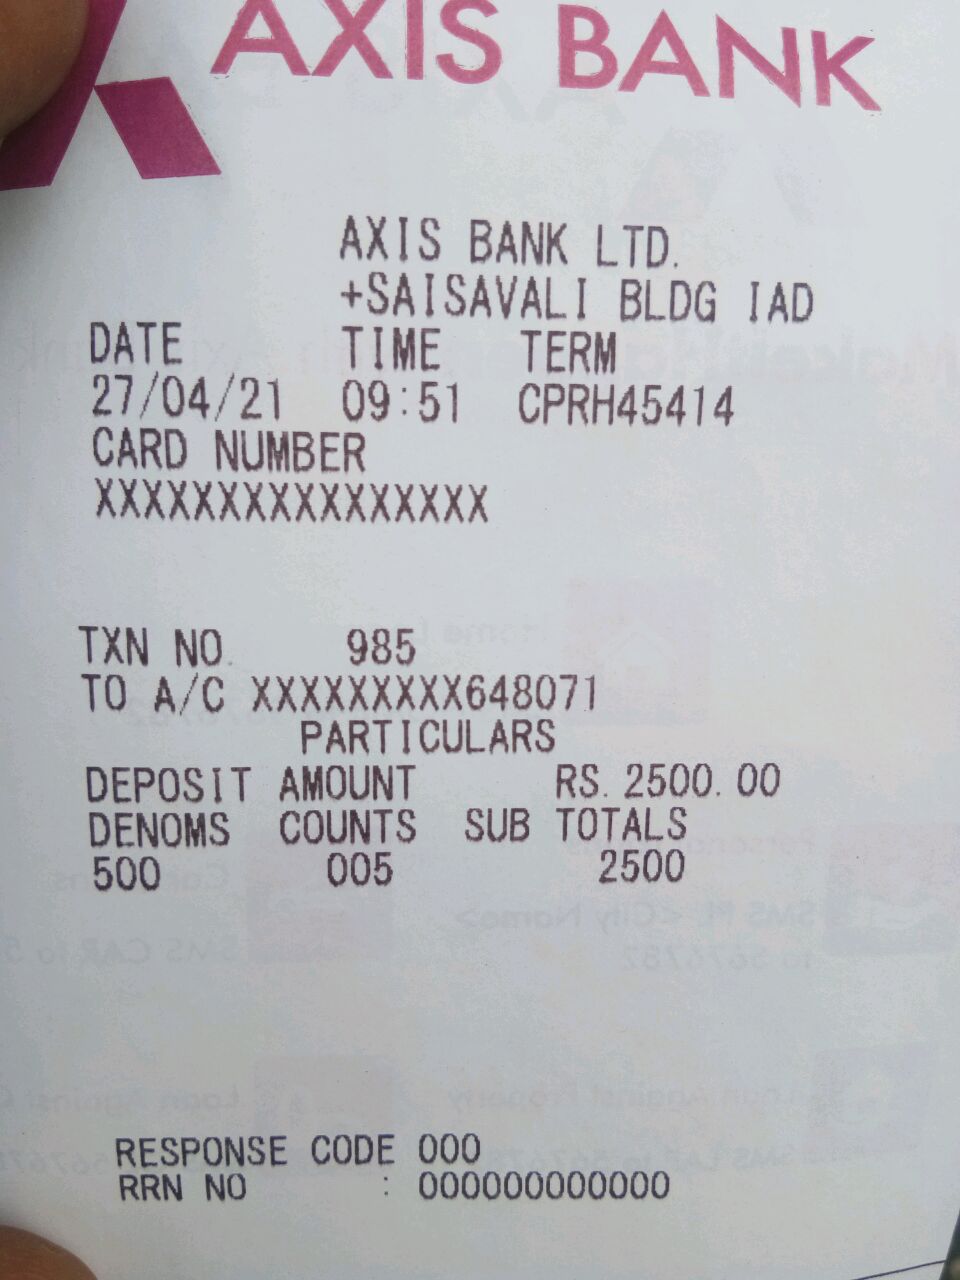 AXIS BANK
AXIS BANK LTD.
+SAISAVALI BLDG IAD
DATE TIME TERM
27/04/21 09:51 CPRH45414
CARD NUMBER
XXXXXXXXXXXXXXXX
TXN NO. 985
TO A/C XXXXXXXXX648071
PARTICULARS
DEPOSIT AMOUNT RS.2500.00
DENOMS COUNTS SUB TOTALS
500 005 2500
RESPONSE CODE 000
RRN NO : 000000000000